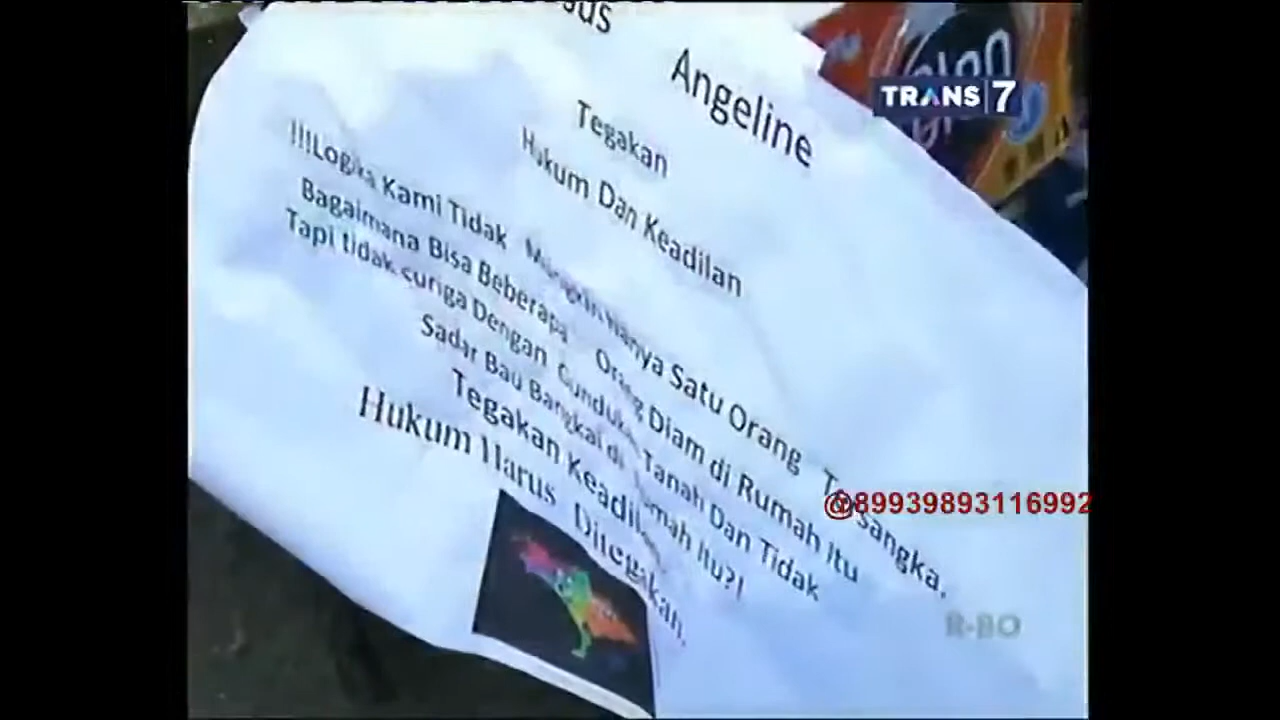 Angeline
TRANS 7
Tegakan
Hukum Dan Keadilan
!!!Logika Kami Tidak Mungkin Hanya Satu Orang Tersangka.
Bagaimana Bisa Beberapa Orang Diam di Rumah Itu
Tapi tidak curiga Dengan Gundukan Tanah Dan Tidak
Sadar Bau Bangkai di Rumah Itu?!
Tegakan Keadilan
Hukum Harus Ditegakan.
@89939893116992
R-BO